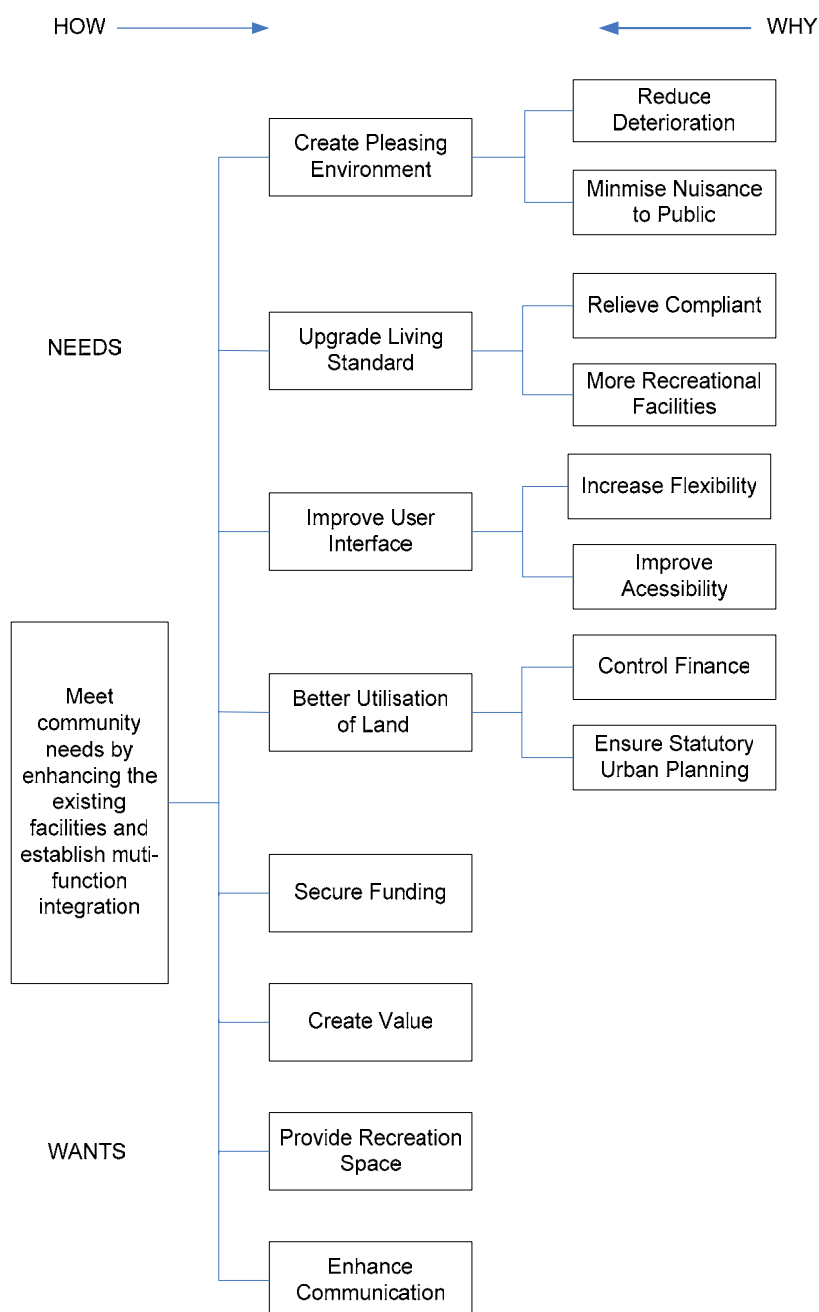 HOW
WHY
Reduce
Deterioration
Create Pleasing
Environment
Minmise Nuisance
to Public
NEEDS
Relieve Compliant
Upgrade Living
Standard
More Recreational
Facilities
Increase Flexibility
Improve User
Interface
Improve
Acessibility
Control Finance
Better Utilisation
of Land
Ensure Statutory
Urban Planning
Meet
community
needs by
enhancing the
existing
facilities and
establish muti-
function
integration
Secure Funding
Create Value
WANTS
Provide Recreation
Space
Enhance
Communication